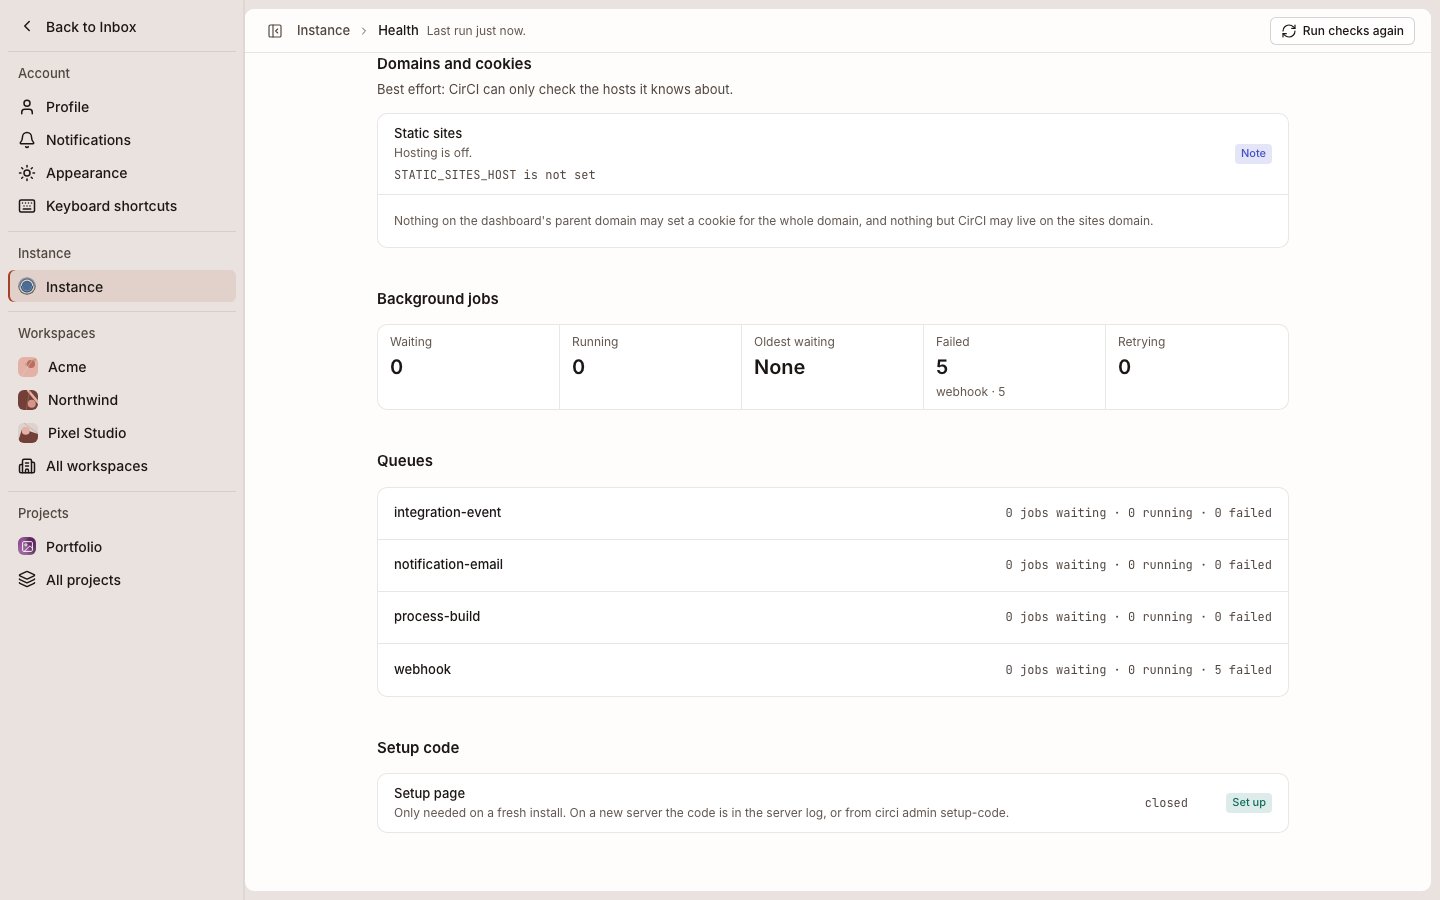 Back to Inbox
Account
Profile
Notifications
Appearance
Keyboard shortcuts
Instance
Instance
Workspaces
Acme
Northwind
Pixel Studio
All workspaces
Projects
Portfolio
All projects
Instance > Health Last run just now.
Run checks again
Domains and cookies
Best effort: CirCI can only check the hosts it knows about.
Static sites
Hosting is off.
STATIC_SITES_HOST is not set
Note
Nothing on the dashboard's parent domain may set a cookie for the whole domain, and nothing but CirCI may live on the sites domain.
Background jobs
Waiting
0
Running
0
Oldest waiting
None
Failed
5
webhook · 5
Retrying
0
Queues
integration-event 0 jobs waiting · 0 running · 0 failed
notification-email 0 jobs waiting · 0 running · 0 failed
process-build 0 jobs waiting · 0 running · 0 failed
webhook 0 jobs waiting · 0 running · 5 failed
Setup code
Setup page
Only needed on a fresh install. On a new server the code is in the server log, or from circi admin setup-code.
closed
Set up